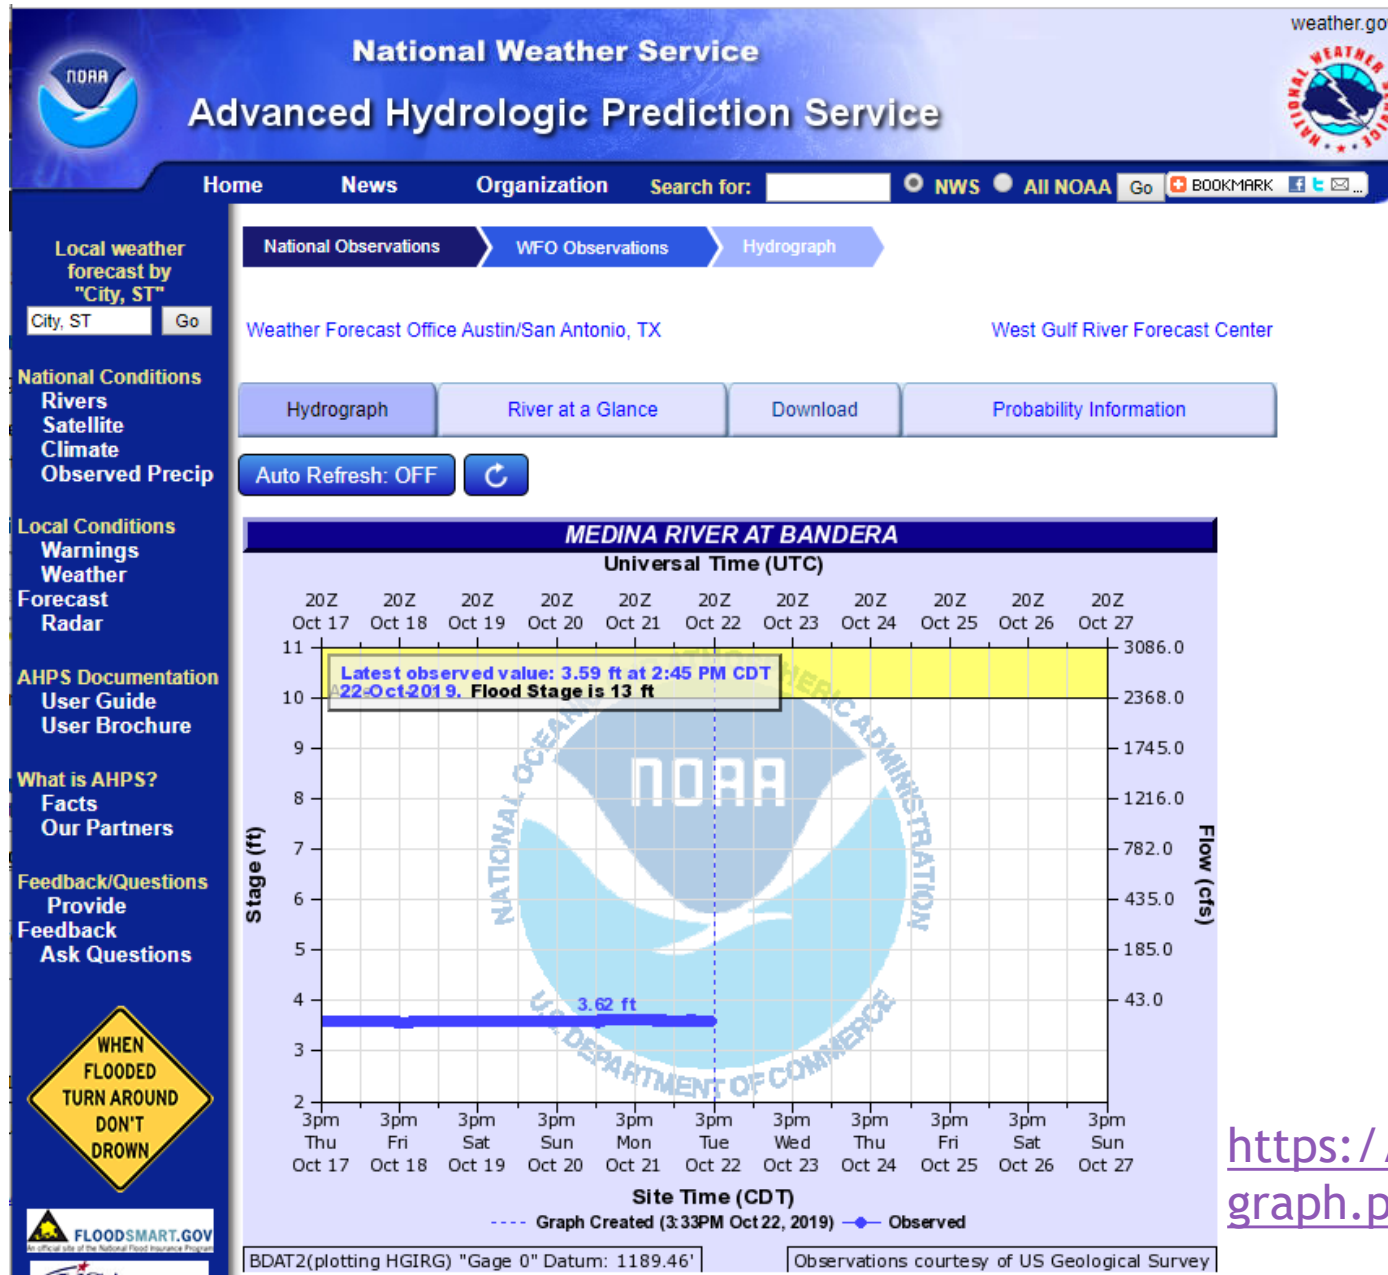 weather.go
National Weather Service
Advanced Hydrologic Prediction Service
NOAA
NATIONAL WEATHER SERVICE
Home News Organization Search for: NWS All NOAA Go BOOKMARK
Local weather
forecast by
"City, ST"
City, ST Go
National Conditions
Rivers
Satellite
Climate
Observed Precip
Local Conditions
Warnings
Weather
Forecast
Radar
AHPS Documentation
User Guide
User Brochure
What is AHPS?
Facts
Our Partners
Feedback/Questions
Provide
Feedback
Ask Questions
WHEN
FLOODED
TURN AROUND
DON'T
DROWN
FLOODSMART.GOV
An official site of the National Flood Insurance Program
National Observations WFO Observations Hydrograph
Weather Forecast Office Austin/San Antonio, TX West Gulf River Forecast Center
Hydrograph River at a Glance Download Probability Information
Auto Refresh: OFF
MEDINA RIVER AT BANDERA
Universal Time (UTC)
20Z 20Z 20Z 20Z 20Z 20Z 20Z 20Z 20Z 20Z 20Z
Oct 17 Oct 18 Oct 19 Oct 20 Oct 21 Oct 22 Oct 23 Oct 24 Oct 25 Oct 26 Oct 27
11 3086.0
Latest observed value: 3.59 ft at 2:45 PM CDT
22-Oct-2019. Flood Stage is 13 ft
10 2368.0
9 1745.0
8 1216.0
7 782.0
6 435.0
5 185.0
4 43.0
3
2
Stage (ft)
Flow (cfs)
3.62 ft
NOAA
NATIONAL OCEANIC AND ATMOSPHERIC ADMINISTRATION
U.S. DEPARTMENT OF COMMERCE
3pm 3pm 3pm 3pm 3pm 3pm 3pm 3pm 3pm 3pm 3pm
Thu Fri Sat Sun Mon Tue Wed Thu Fri Sat Sun
Oct 17 Oct 18 Oct 19 Oct 20 Oct 21 Oct 22 Oct 23 Oct 24 Oct 25 Oct 26 Oct 27
Site Time (CDT)
Graph Created (3:33PM Oct 22, 2019) Observed
BDAT2(plotting HGIRG) "Gage 0" Datum: 1189.46' Observations courtesy of US Geological Survey
https:/
graph.p